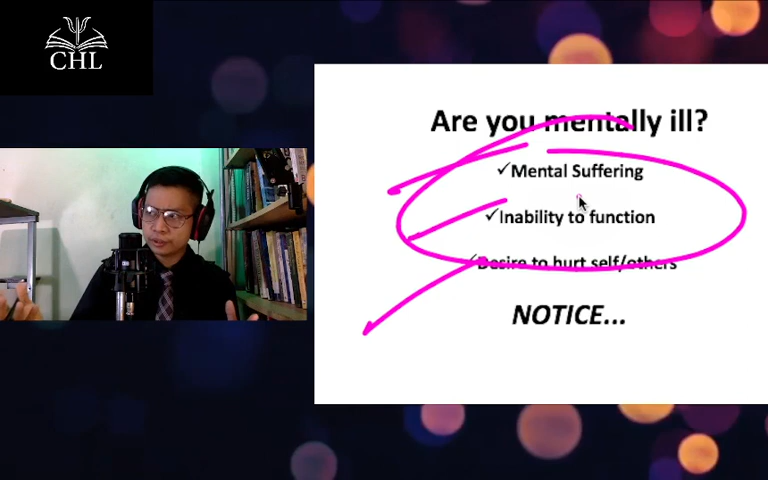 CHL
Are you mentally ill?
✓Mental Suffering
✓Inability to function
✓Desire to hurt self/others
NOTICE...